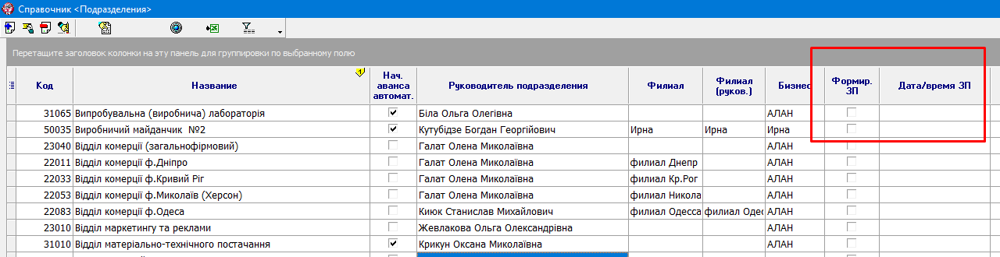 Справочник <Подразделения>
Перетащите заголовок колонки на эту панель для группировки по выбранному полю
Код Название 1 Нач. аванса автомат. Руководитель подразделения Филиал Филиал (руков.) Бизнес Формир. ЗП Дата/время ЗП
31065 Випробувальна (виробнича) лабораторія Біла Ольга Олегівна АЛАН
50035 Виробничий майданчик №2 Кутубідзе Богдан Георгійович Ирна Ирна Ирна
23040 Відділ комерції (загальнофірмовий) Галат Олена Миколаївна АЛАН
22011 Відділ комерції ф.Дніпро Галат Олена Миколаївна филиал Днепр АЛАН
22033 Відділ комерції ф.Кривий Ріг Галат Олена Миколаївна филиал Кр.Рог АЛАН
22053 Відділ комерції ф.Миколаїв (Херсон) Галат Олена Миколаївна филиал Никола АЛАН
22083 Відділ комерції ф.Одеса Киюк Станислав Михайлович филиал Одесса филиал Одес АЛАН
23010 Відділ маркетингу та реклами Жевлакова Ольга Олександрівна АЛАН
31010 Відділ матеріально-технічного постачання Крикун Оксана Миколаївна АЛАН